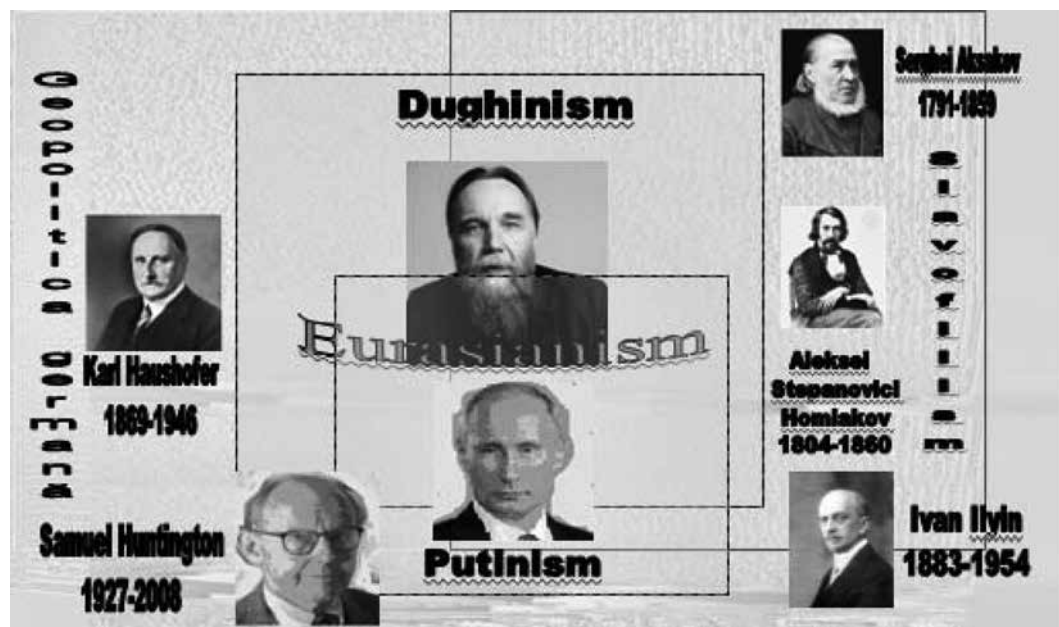 Geopolitica germana
Karl Haushofer
1869-1946
Samuel Huntington
1927-2008
Dughinism
Eurasianism
Putinism
Serghei Aksakov
1791-1859
Slavofilism
Aleksei
Stepanovici
Homiakov
1804-1860
Ivan Ilyin
1883-1954